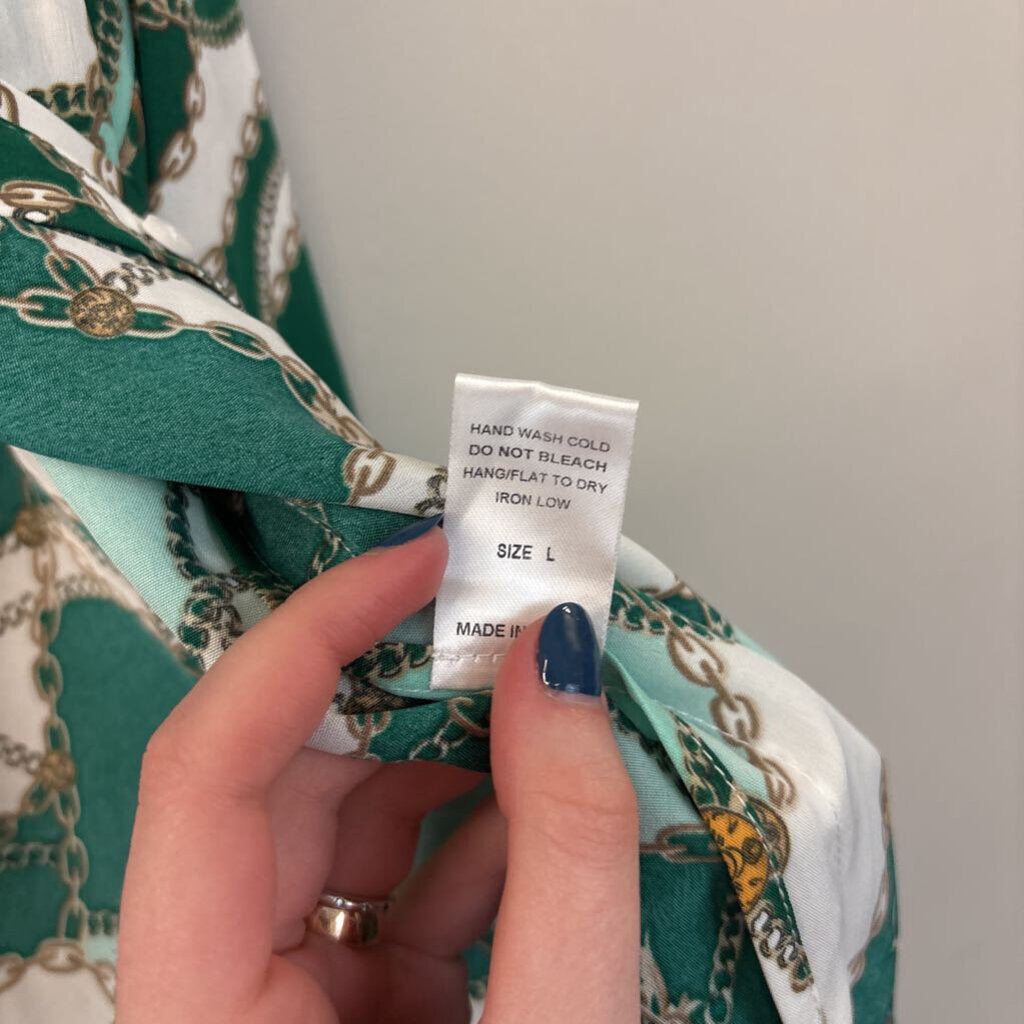 HAND WASH COLD
DO NOT BLEACH
HANG/FLAT TO DRY
IRON LOW
SIZE L
MADE IN